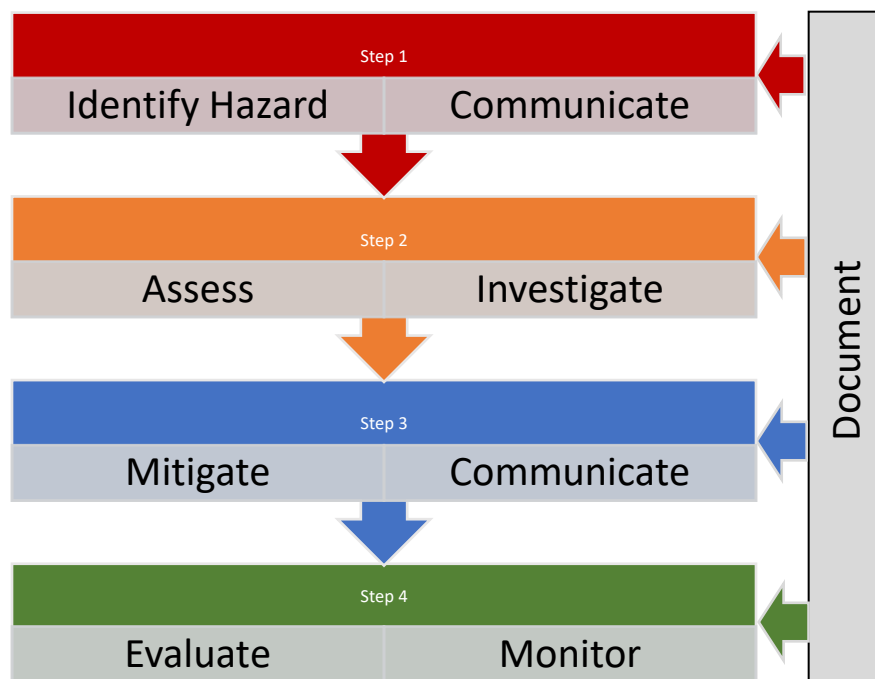 Step 1
Identify Hazard
Communicate
Step 2
Assess
Investigate
Step 3
Mitigate
Communicate
Step 4
Evaluate
Monitor
Document